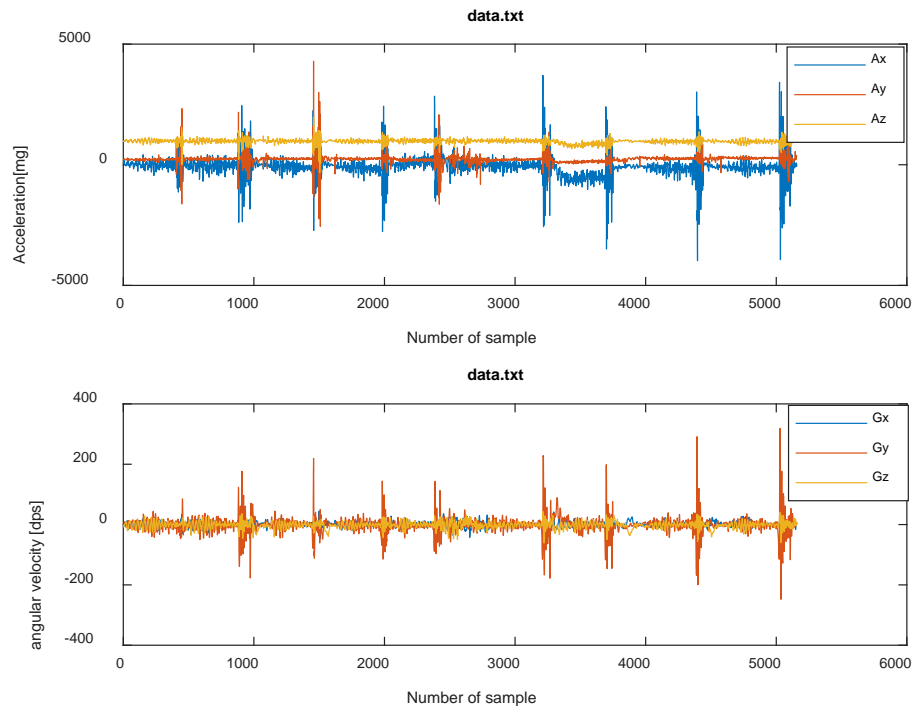 data.txt
5000
0
-5000
Acceleration[mg]
Ax
Ay
Az
0 1000 2000 3000 4000 5000 6000
Number of sample
data.txt
400
200
0
-200
-400
angular velocity [dps]
Gx
Gy
Gz
0 1000 2000 3000 4000 5000 6000
Number of sample